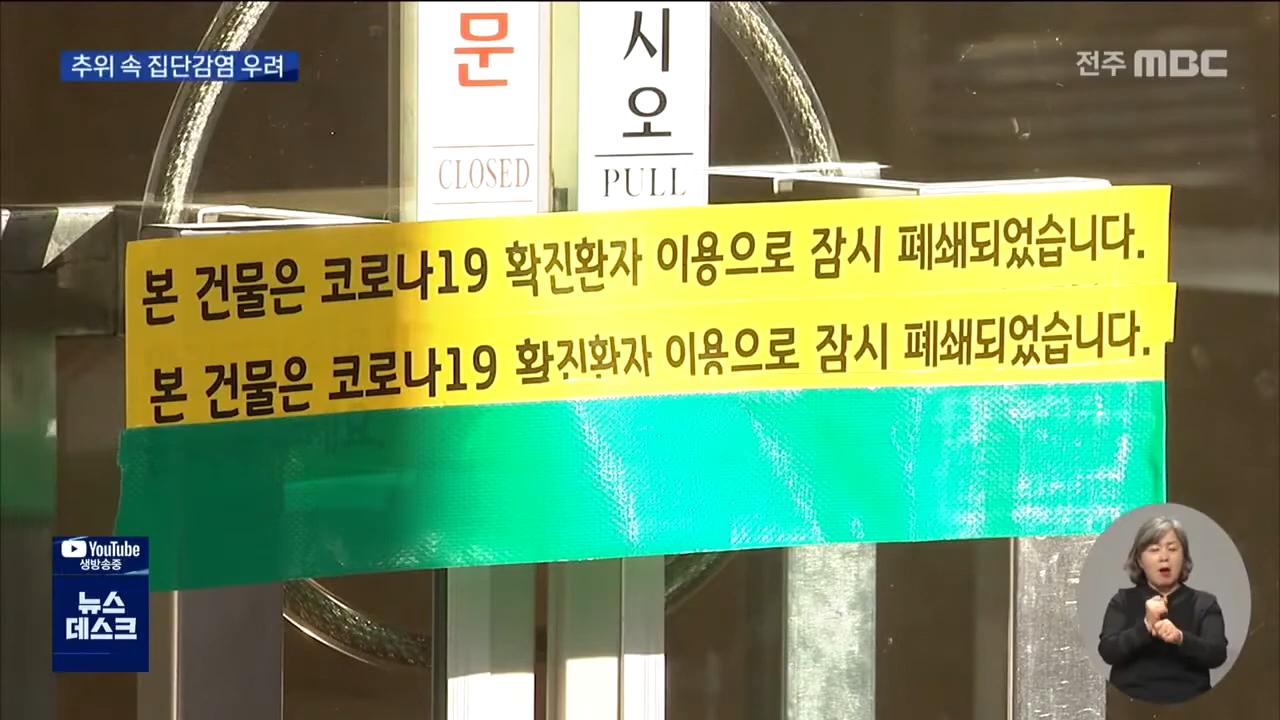 추위 속 집단감염 우려
전주 MBC
문
CLOSED
시
오
PULL
본 건물은 코로나19 확진환자 이용으로 잠시 폐쇄되었습니다.
본 건물은 코로나19 확진환자 이용으로 잠시 폐쇄되었습니다.
YouTube
생방송중
뉴스
데스크